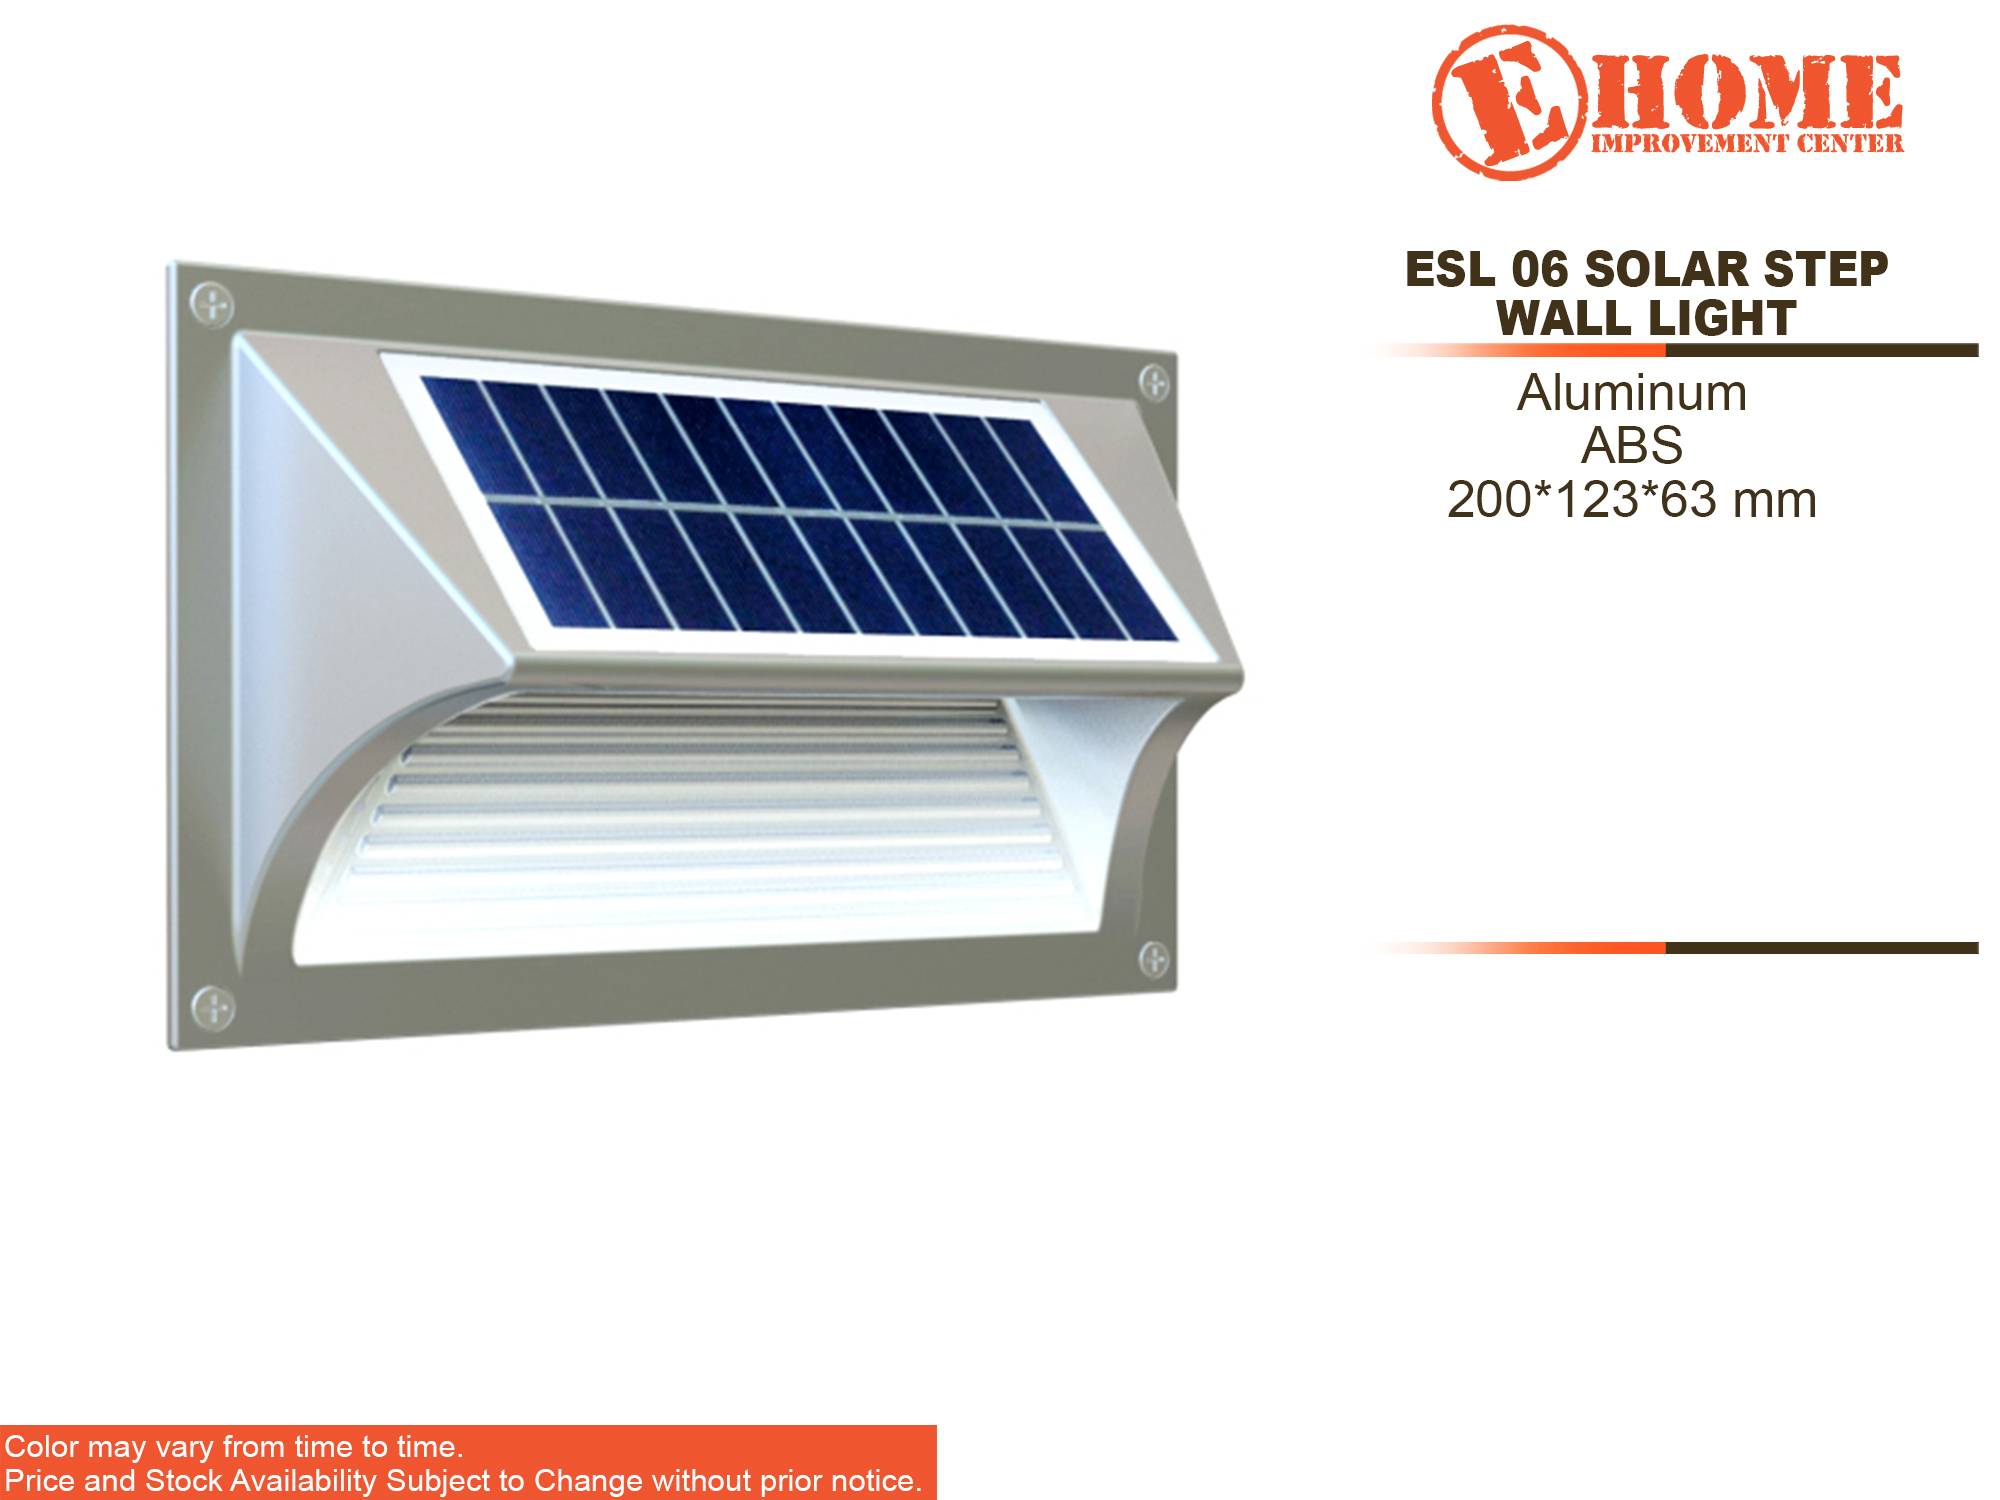 E HOME
IMPROVEMENT CENTER
ESL 06 SOLAR STEP
WALL LIGHT
Aluminum
ABS
200*123*63 mm
Color may vary from time to time.
Price and Stock Availability Subject to Change without prior notice.